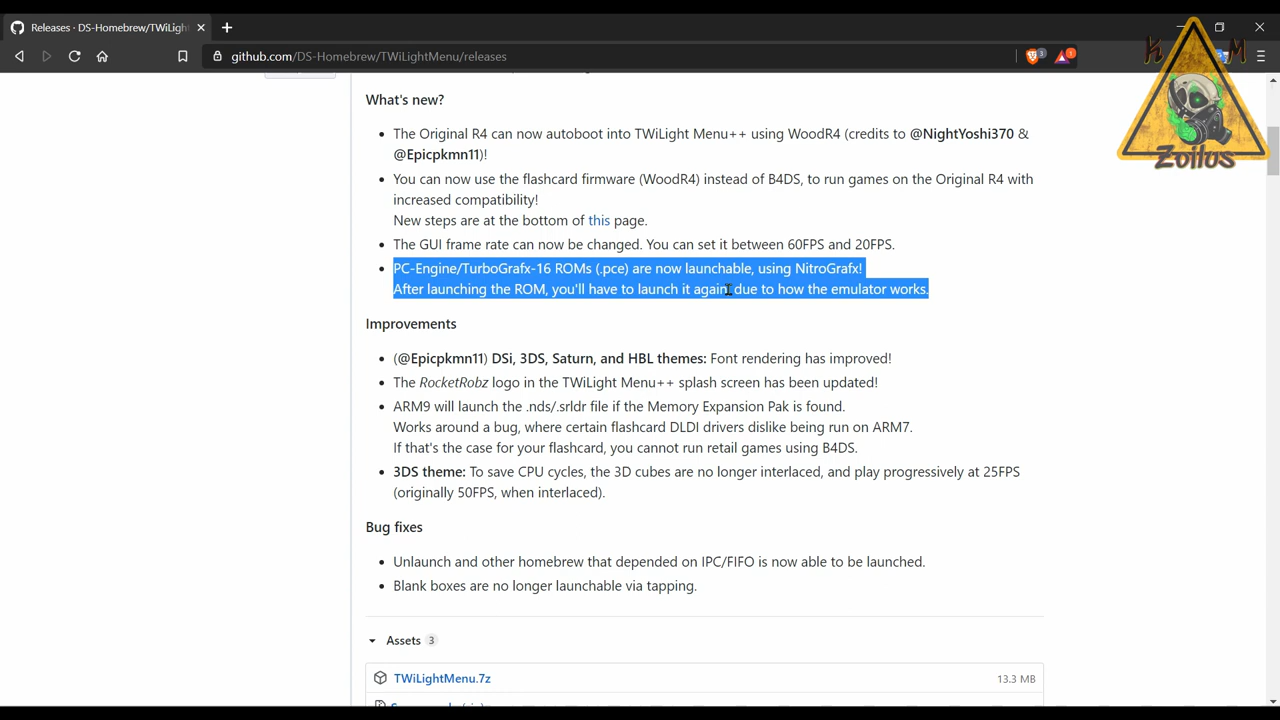 Releases · DS-Homebrew/TWiLight
github.com/DS-Homebrew/TWiLightMenu/releases
3
1
K M
Zoilus
What's new?
The Original R4 can now autoboot into TWiLight Menu++ using WoodR4 (credits to @NightYoshi370 &
@Epicpkmn11)!
You can now use the flashcard firmware (WoodR4) instead of B4DS, to run games on the Original R4 with
increased compatibility!
New steps are at the bottom of this page.
The GUI frame rate can now be changed. You can set it between 60FPS and 20FPS.
PC-Engine/TurboGrafx-16 ROMs (.pce) are now launchable, using NitroGrafx!
After launching the ROM, you'll have to launch it again due to how the emulator works.
Improvements
(@Epicpkmn11) DSi, 3DS, Saturn, and HBL themes: Font rendering has improved!
The RocketRobz logo in the TWiLight Menu++ splash screen has been updated!
ARM9 will launch the .nds/.srldr file if the Memory Expansion Pak is found.
Works around a bug, where certain flashcard DLDI drivers dislike being run on ARM7.
If that's the case for your flashcard, you cannot run retail games using B4DS.
3DS theme: To save CPU cycles, the 3D cubes are no longer interlaced, and play progressively at 25FPS
(originally 50FPS, when interlaced).
Bug fixes
Unlaunch and other homebrew that depended on IPC/FIFO is now able to be launched.
Blank boxes are no longer launchable via tapping.
Assets 3
TWiLightMenu.7z
13.3 MB